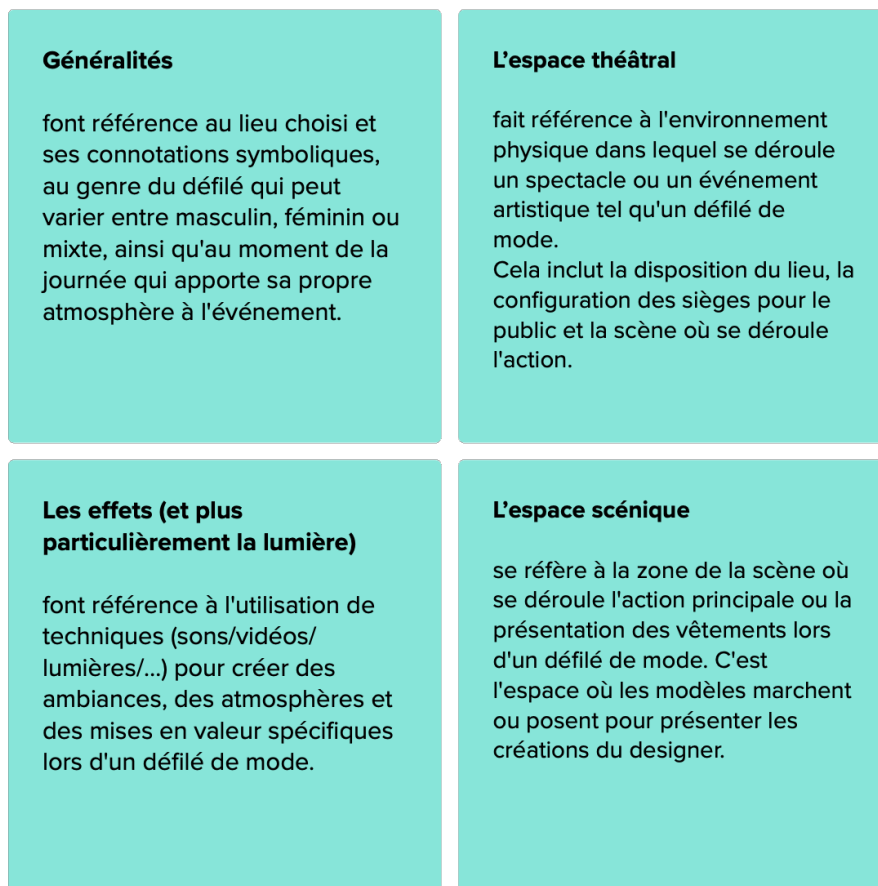 Généralités
font référence au lieu choisi et
ses connotations symboliques,
au genre du défilé qui peut
varier entre masculin, féminin ou
mixte, ainsi qu'au moment de la
journée qui apporte sa propre
atmosphère à l'événement.
L'espace théâtral
fait référence à l'environnement
physique dans lequel se déroule
un spectacle ou un événement
artistique tel qu'un défilé de
mode.
Cela inclut la disposition du lieu, la
configuration des sièges pour le
public et la scène où se déroule
l'action.
Les effets (et plus
particulièrement la lumière)
font référence à l'utilisation de
techniques (sons/vidéos/
lumières/...) pour créer des
ambiances, des atmosphères et
des mises en valeur spécifiques
lors d'un défilé de mode.
L'espace scénique
se réfère à la zone de la scène où
se déroule l'action principale ou la
présentation des vêtements lors
d'un défilé de mode. C'est
l'espace où les modèles marchent
ou posent pour présenter les
créations du designer.